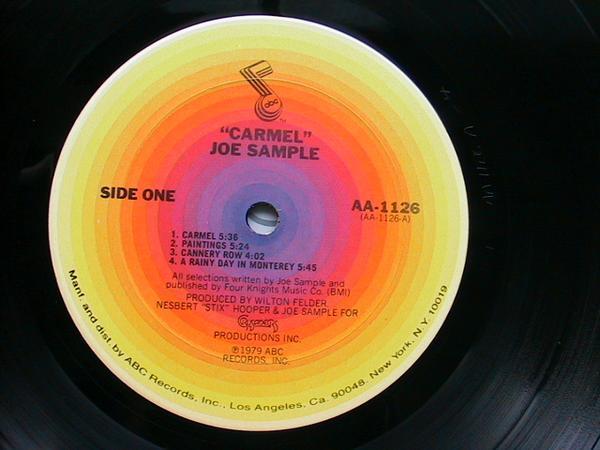 abc
TM
"CARMEL"
JOE SAMPLE
SIDE ONE
AA-1126
(AA-1126-A)
1. CARMEL 5:36
2. PAINTINGS 5:24
3. CANNERY ROW 4:02
4. A RAINY DAY IN MONTEREY 5:45
All selections written by Joe Sample and
published by Four Knights Music Co. (BMI)
PRODUCED BY WILTON FELDER,
NESBERT "STIX" HOOPER & JOE SAMPLE FOR
Crusaders
PRODUCTIONS INC.
℗1979 ABC
RECORDS, INC.
Manf. and dist. by ABC Records, Inc., Los Angeles, Ca. 90048. New York, N.Y. 10019